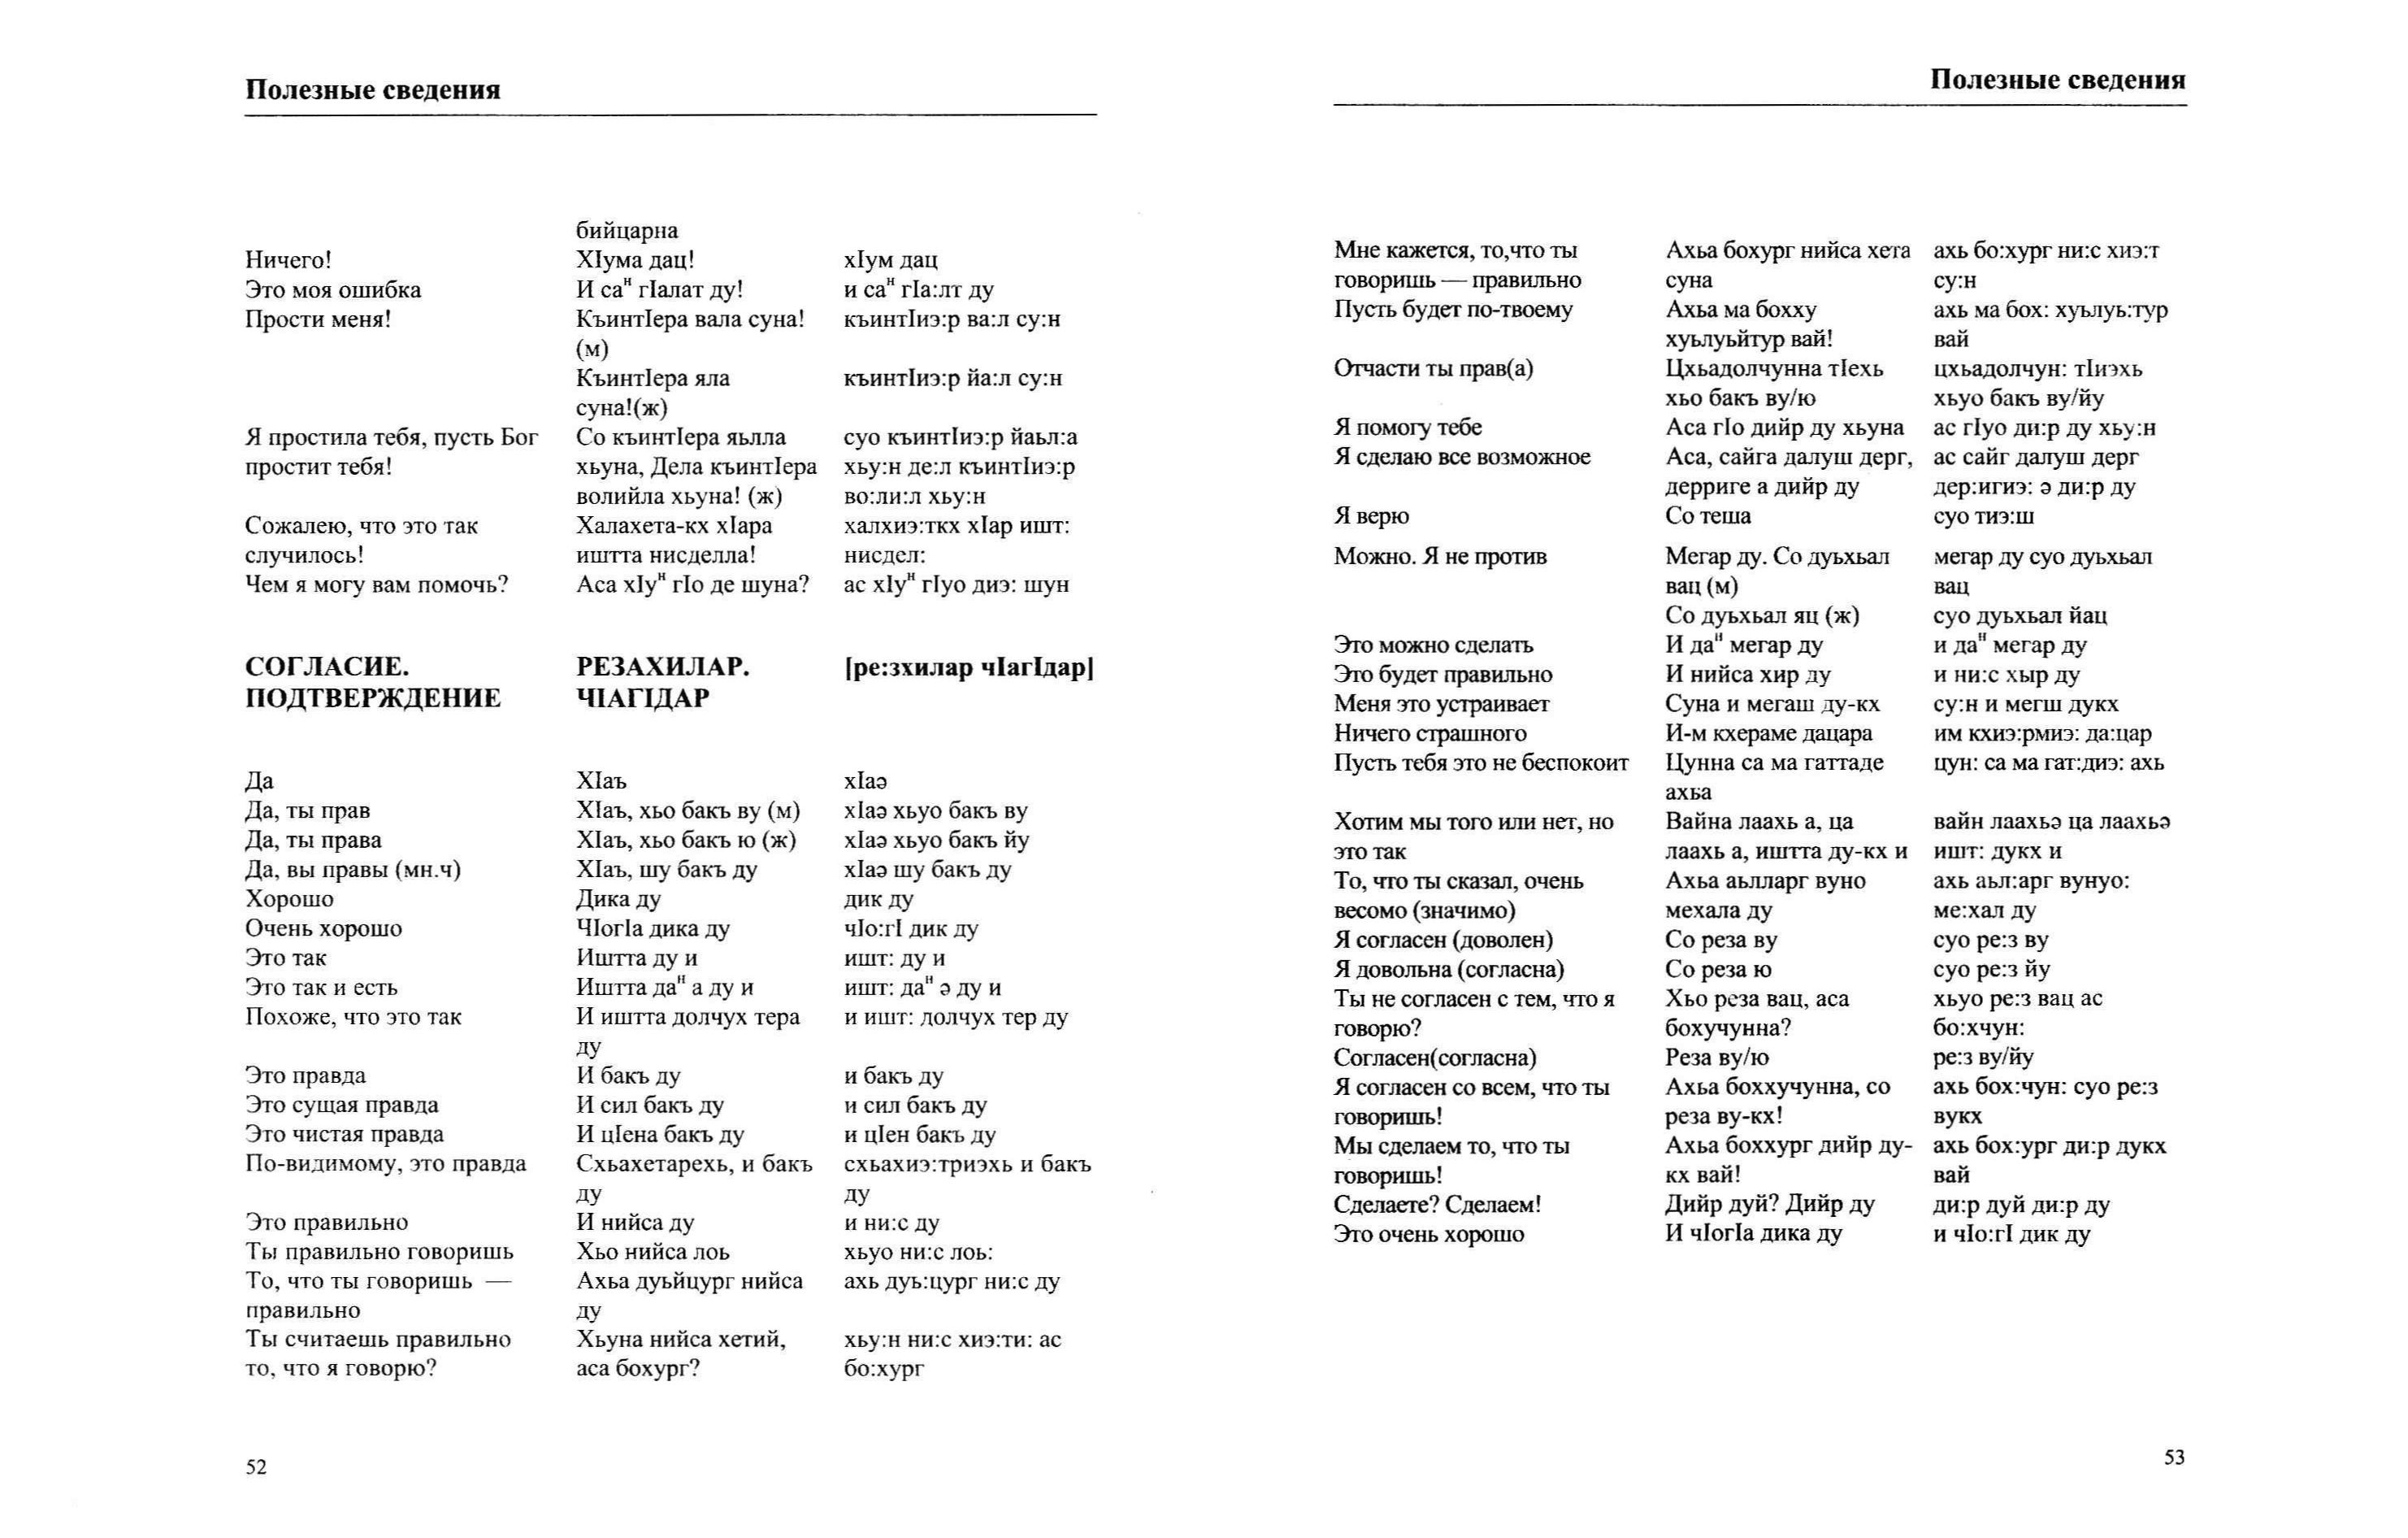 Полезные сведения
бийцарна
Ничего! ХIума дац! хIум дац
Это моя ошибка И саⁿ гIалат ду! и саⁿ гIа:лт ду
Прости меня! КъинтIера вала суна! къинтIиэ:р ва:л су:н
(м)
КъинтIера яла къинтIиэ:р йа:л су:н
суна!(ж)
Я простила тебя, пусть Бог Со къинтIера яьлла суо къинтIиэ:р йаьл:а
простит тебя! хьуна, Дела къинтIера хьу:н де:л къинтIиэ:р
волийла хьуна! (ж) во:ли:л хьу:н
Сожалею, что это так Халахета-кх хIара халхиэ:ткх хIар ишт:
случилось! иштта нисделла! нисдел:
Чем я могу вам помочь? Аса хIуⁿ гIо де шуна? ас хIуⁿ гIуо диэ: шун
СОГЛАСИЕ. РЕЗАХИЛАР. [ре:зхилар чIагIдар]
ПОДТВЕРЖДЕНИЕ ЧIАГIДАР
Да ХIаъ хIаэ
Да, ты прав ХIаъ, хьо бакъ ву (м) хIаэ хьуо бакъ ву
Да, ты права ХIаъ, хьо бакъ ю (ж) хIаэ хьуо бакъ йу
Да, вы правы (мн.ч) ХIаъ, шу бакъ ду хIаэ шу бакъ ду
Хорошо Дика ду дик ду
Очень хорошо ЧIогIа дика ду чIо:гI дик ду
Это так Иштта ду и ишт: ду и
Это так и есть Иштта даⁿ а ду и ишт: даⁿ э ду и
Похоже, что это так И иштта долчух тера и ишт: долчух тер ду
ду
Это правда И бакъ ду и бакъ ду
Это сущая правда И сил бакъ ду и сил бакъ ду
Это чистая правда И цIена бакъ ду и цIен бакъ ду
По-видимому, это правда Схьахетарехь, и бакъ схьахиэ:триэхь и бакъ
ду ду
Это правильно И нийса ду и ни:с ду
Ты правильно говоришь Хьо нийса лоь хьуо ни:с лоь:
То, что ты говоришь — Ахьа дуьйцург нийса ахь дуь:цург ни:с ду
правильно ду
Ты считаешь правильно Хьуна нийса хетий, хьу:н ни:с хиэ:ти: ас
то, что я говорю? аса бохург? бо:хург
52
Полезные сведения
Мне кажется, то,что ты Ахьа бохург нийса хета ахь бо:хург ни:с хиэ:т
говоришь — правильно суна су:н
Пусть будет по-твоему Ахьа ма бохху ахь ма бох: хуьлуь:тур
хуьлуьйтур вай! вай
Отчасти ты прав(а) Цхьадолчунна тIехь цхьадолчун: тIиэхь
хьо бакъ ву/ю хьуо бакъ ву/йу
Я помогу тебе Аса гIо дийр ду хьуна ас гIуо ди:р ду хьу:н
Я сделаю все возможное Аса, сайга далуш дерг, ас сайг далуш дерг
дерриге а дийр ду дер:игиэ: э ди:р ду
Я верю Со теша суо тиэ:ш
Можно. Я не против Мегар ду. Со дуьхьал мегар ду суо дуьхьал
вац (м) вац
Со дуьхьал яц (ж) суо дуьхьал йац
Это можно сделать И даⁿ мегар ду и даⁿ мегар ду
Это будет правильно И нийса хир ду и ни:с хыр ду
Меня это устраивает Суна и мегаш ду-кх су:н и мегш дукх
Ничего страшного И-м кхераме дацара им кхиэ:рмиэ: да:цар
Пусть тебя это не беспокоит Цунна са ма гаттаде цун: са ма гат:диэ: ахь
ахьа
Хотим мы того или нет, но Вайна лаахь а, ца вайн лаахьэ ца лаахьэ
это так лаахь а, иштта ду-кх и ишт: дукх и
То, что ты сказал, очень Ахьа аьлларг вуно ахь аьл:арг вунуо:
весомо (значимо) мехала ду ме:хал ду
Я согласен (доволен) Со реза ву суо ре:з ву
Я довольна (согласна) Со реза ю суо ре:з йу
Ты не согласен с тем, что я Хьо реза вац, аса хьуо ре:з вац ас
говорю? бохучунна? бо:хчун:
Согласен(согласна) Реза ву/ю ре:з ву/йу
Я согласен со всем, что ты Ахьа боххучунна, со ахь бох:чун: суо ре:з
говоришь! реза ву-кх! вукх
Мы сделаем то, что ты Ахьа боххург дийр ду- ахь бох:ург ди:р дукх
говоришь! кх вай! вай
Сделаете? Сделаем! Дийр дуй? Дийр ду ди:р дуй ди:р ду
Это очень хорошо И чIогIа дика ду и чIо:гI дик ду
53